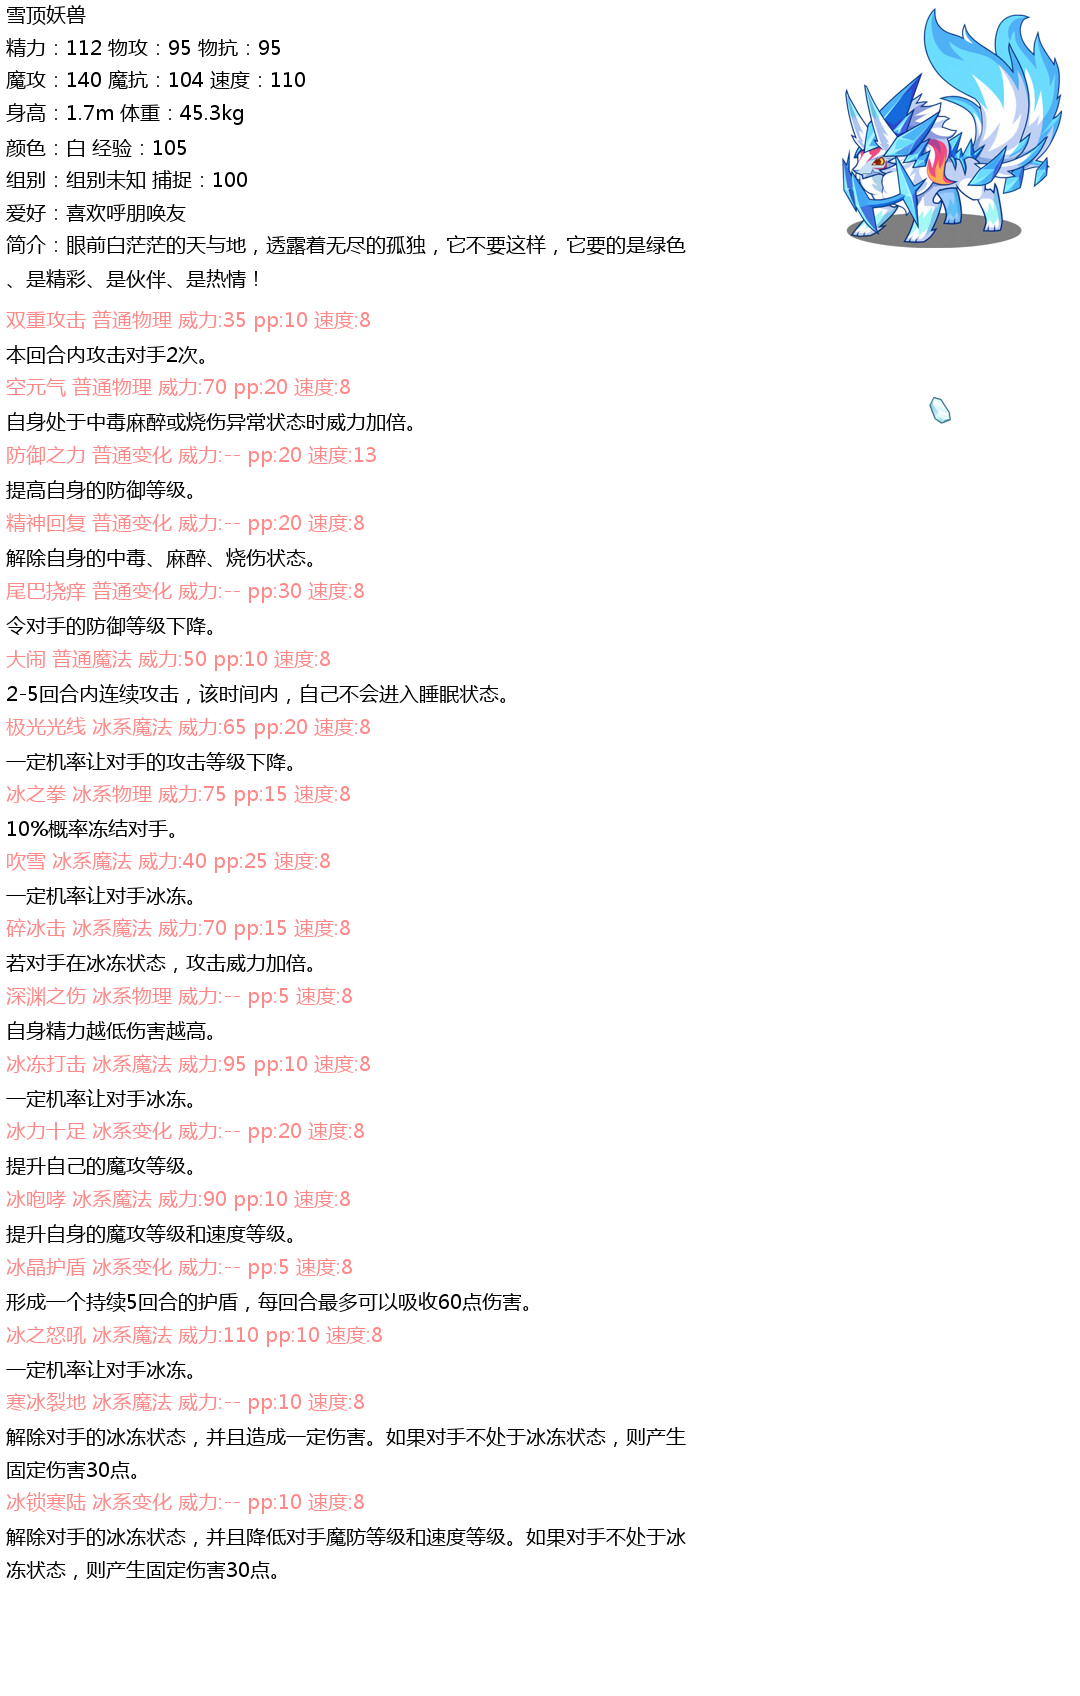 雪顶妖兽
精力：112 物攻：95 物抗：95
魔攻：140 魔抗：104 速度：110
身高：1.7m 体重：45.3kg
颜色：白 经验：105
组别：组别未知 捕捉：100
爱好：喜欢呼朋唤友
简介：眼前白茫茫的天与地，透露着无尽的孤独，它不要这样，它要的是绿色
、是精彩、是伙伴、是热情！
双重攻击 普通物理 威力:35 pp:10 速度:8
本回合内攻击对手2次。
空元气 普通物理 威力:70 pp:20 速度:8
自身处于中毒麻醉或烧伤异常状态时威力加倍。
防御之力 普通变化 威力:-- pp:20 速度:13
提高自身的防御等级。
精神回复 普通变化 威力:-- pp:20 速度:8
解除自身的中毒、麻醉、烧伤状态。
尾巴挠痒 普通变化 威力:-- pp:30 速度:8
令对手的防御等级下降。
大闹 普通魔法 威力:50 pp:10 速度:8
2-5回合内连续攻击，该时间内，自己不会进入睡眠状态。
极光光线 冰系魔法 威力:65 pp:20 速度:8
一定机率让对手的攻击等级下降。
冰之拳 冰系物理 威力:75 pp:15 速度:8
10%概率冻结对手。
吹雪 冰系魔法 威力:40 pp:25 速度:8
一定机率让对手冰冻。
碎冰击 冰系魔法 威力:70 pp:15 速度:8
若对手在冰冻状态，攻击威力加倍。
深渊之伤 冰系物理 威力:-- pp:5 速度:8
自身精力越低伤害越高。
冰冻打击 冰系魔法 威力:95 pp:10 速度:8
一定机率让对手冰冻。
冰力十足 冰系变化 威力:-- pp:20 速度:8
提升自己的魔攻等级。
冰咆哮 冰系魔法 威力:90 pp:10 速度:8
提升自身的魔攻等级和速度等级。
冰晶护盾 冰系变化 威力:-- pp:5 速度:8
形成一个持续5回合的护盾，每回合最多可以吸收60点伤害。
冰之怒吼 冰系魔法 威力:110 pp:10 速度:8
一定机率让对手冰冻。
寒冰裂地 冰系魔法 威力:-- pp:10 速度:8
解除对手的冰冻状态，并且造成一定伤害。如果对手不处于冰冻状态，则产生
固定伤害30点。
冰锁寒陆 冰系变化 威力:-- pp:10 速度:8
解除对手的冰冻状态，并且降低对手魔防等级和速度等级。如果对手不处于冰
冻状态，则产生固定伤害30点。